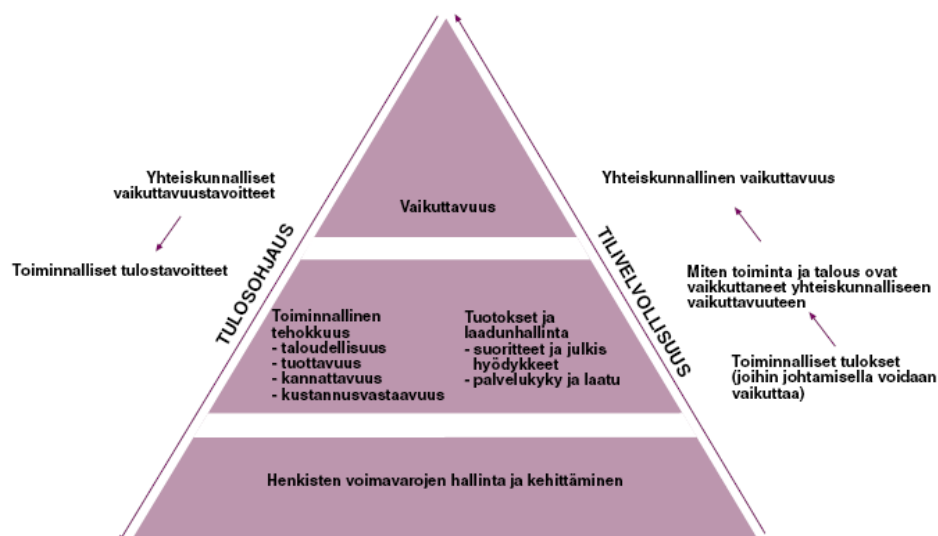 Yhteiskunnalliset
vaikuttavuustavoitteet
Toiminnalliset tulostavoitteet
TULOSOHJAUS
Vaikuttavuus
Toiminnallinen
tehokkuus
- taloudellisuus
- tuottavuus
- kannattavuus
- kustannusvastaavuus
Tuotokset ja
laadunhallinta
- suoritteet ja julkis
hyödykkeet
- palvelukyky ja laatu
Henkisten voimavarojen hallinta ja kehittäminen
TILIVELVOLLISUUS
Yhteiskunnallinen vaikuttavuus
Miten toiminta ja talous ovat
vaikkuttaneet yhteiskunnalliseen
vaikuttavuuteen
Toiminnalliset tulokset
(joihin johtamisella voidaan
vaikuttaa)